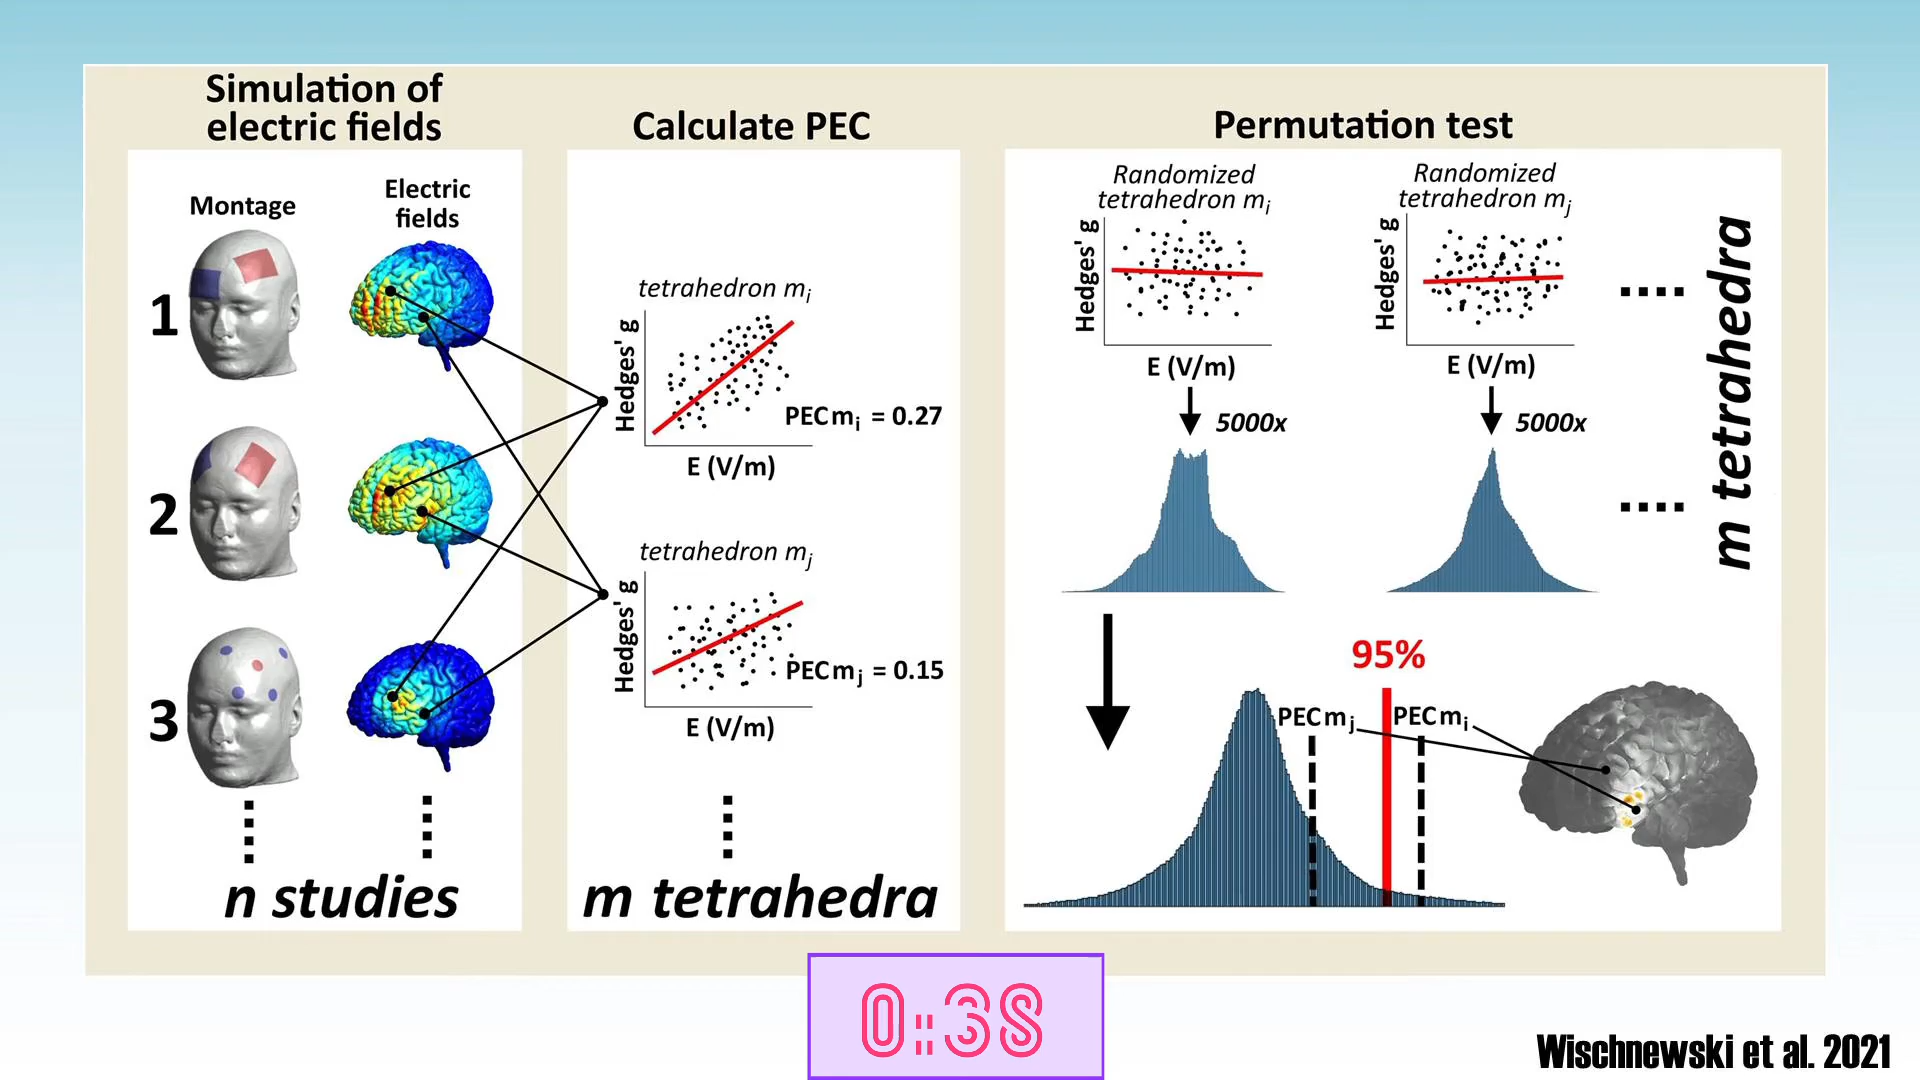 Simulation of
electric fields
Montage
Electric
fields
1
2
3
n studies
Calculate PEC
tetrahedron mi
Hedges' g
PECmi = 0.27
E (V/m)
tetrahedron mj
Hedges' g
PECmj = 0.15
E (V/m)
m tetrahedra
Permutation test
Randomized
tetrahedron mi
Hedges' g
E (V/m)
5000x
Randomized
tetrahedron mj
Hedges' g
E (V/m)
5000x
m tetrahedra
95%
PECmj
PECmi
0:38
Wischnewski et al. 2021